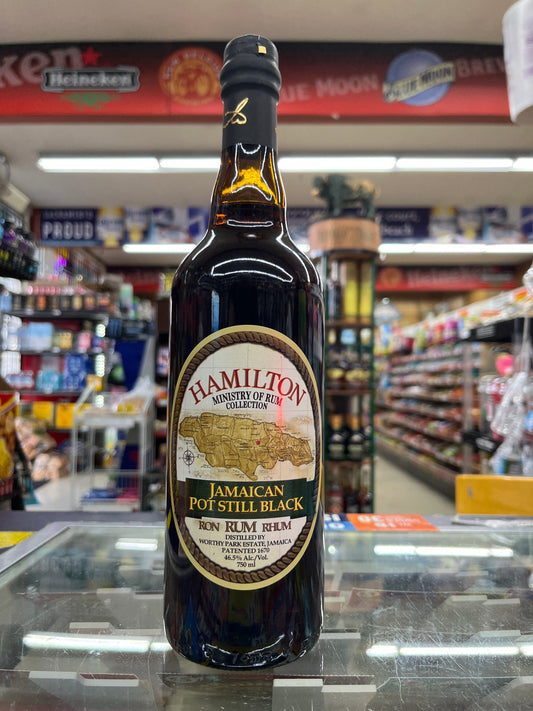 Heineken
BLUE MOON
BREW
PROUD
HAMILTON
MINISTRY OF RUM
COLLECTION
JAMAICAN
POT STILL BLACK
RON RUM RHUM
DISTILLED BY
WORTHY PARK ESTATE, JAMAICA
PATENTED 1670
46.5% Alc/Vol.
750 ml